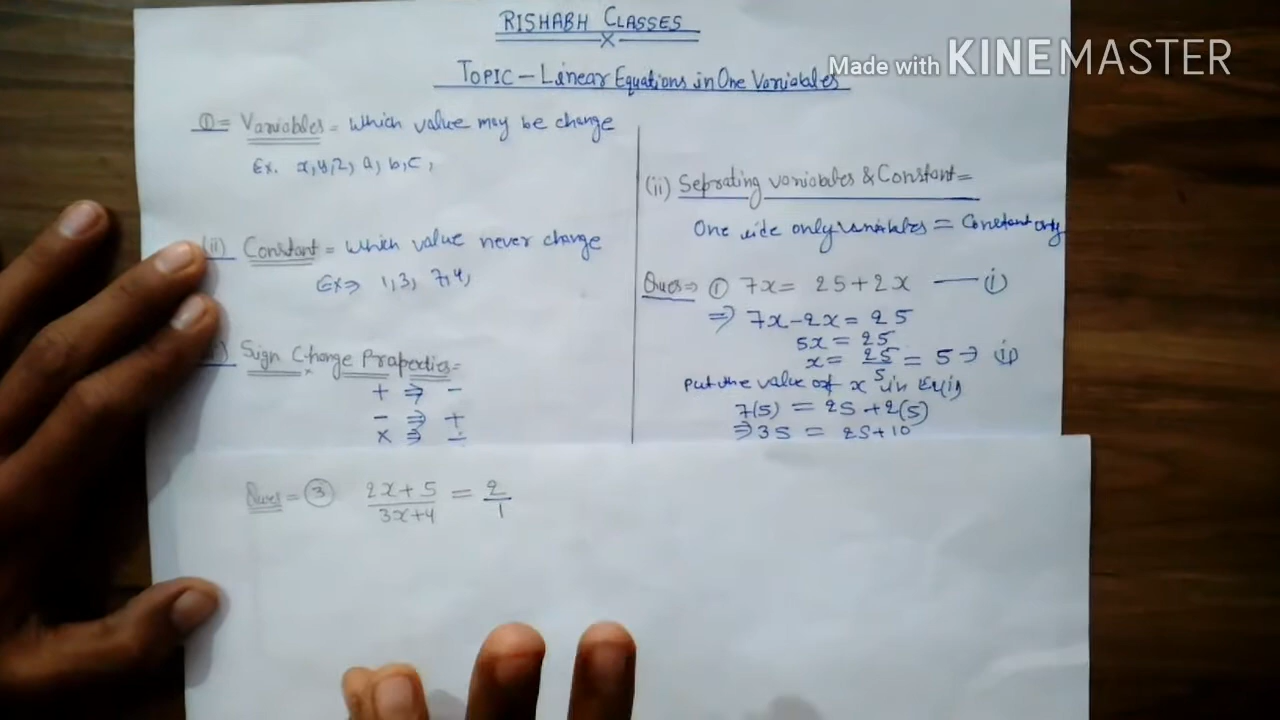 RISHABH CLASSES
Made with KINEMASTER
TOPIC - Linear Equations in One Variables
(i) = Variables = which value may be change
Ex. x, y, z, a, b, c,
(ii) Constant = which value never change
Ex => 1, 3, 7, 4,
Sign Change Properties =
+ => -
- => +
× => ÷
(ii) Seprating variables & Constant =
One side only variables = Constant only
Ques => ① 7x = 25 + 2x — (i)
=> 7x - 2x = 25
5x = 25
x = 25/5 = 5 => (ii)
Put the value of x in Eq (i)
7(5) = 25 + 2(5)
=> 35 = 25 + 10
Ques = ③ (2x + 5)/(3x + 4) = 2/1